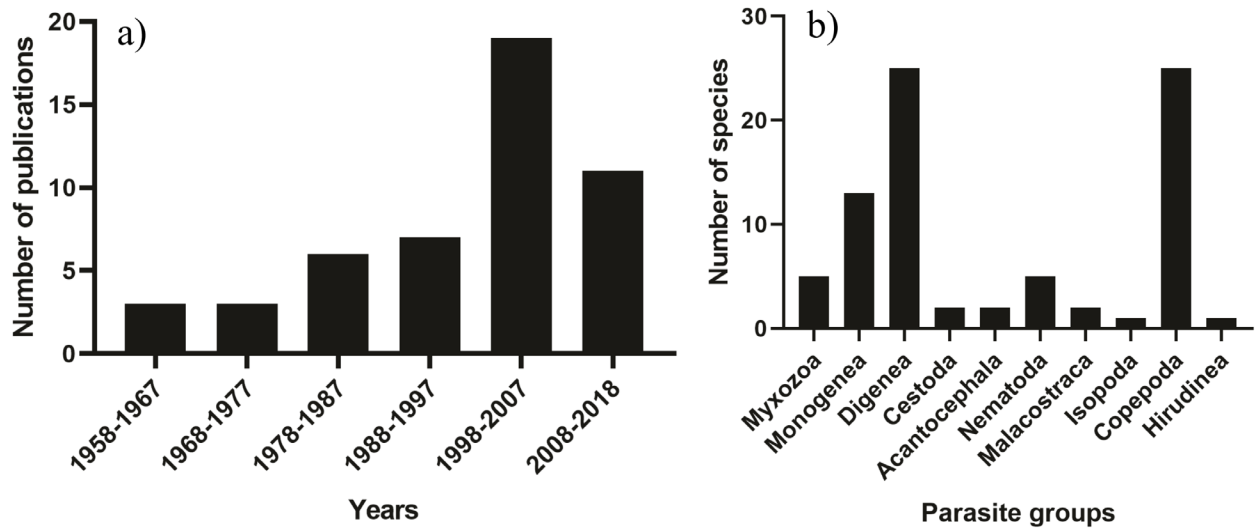 a)
Number of publications
20
15
10
5
0
1958-1967
1968-1977
1978-1987
1988-1997
1998-2007
2008-2018
Years
b)
Number of species
30
20
10
0
Myxozoa
Monogenea
Digenea
Cestoda
Acantocephala
Nematoda
Malacostraca
Isopoda
Copepoda
Hirudinea
Parasite groups